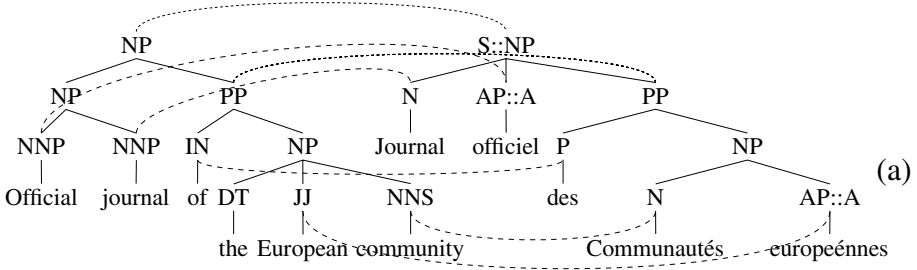 NP S::NP
NP PP N AP::A PP
NNP NNP IN NP Journal officiel P NP
Official journal of DT JJ NNS des N AP::A
the European community Communautés europeénnes
(a)